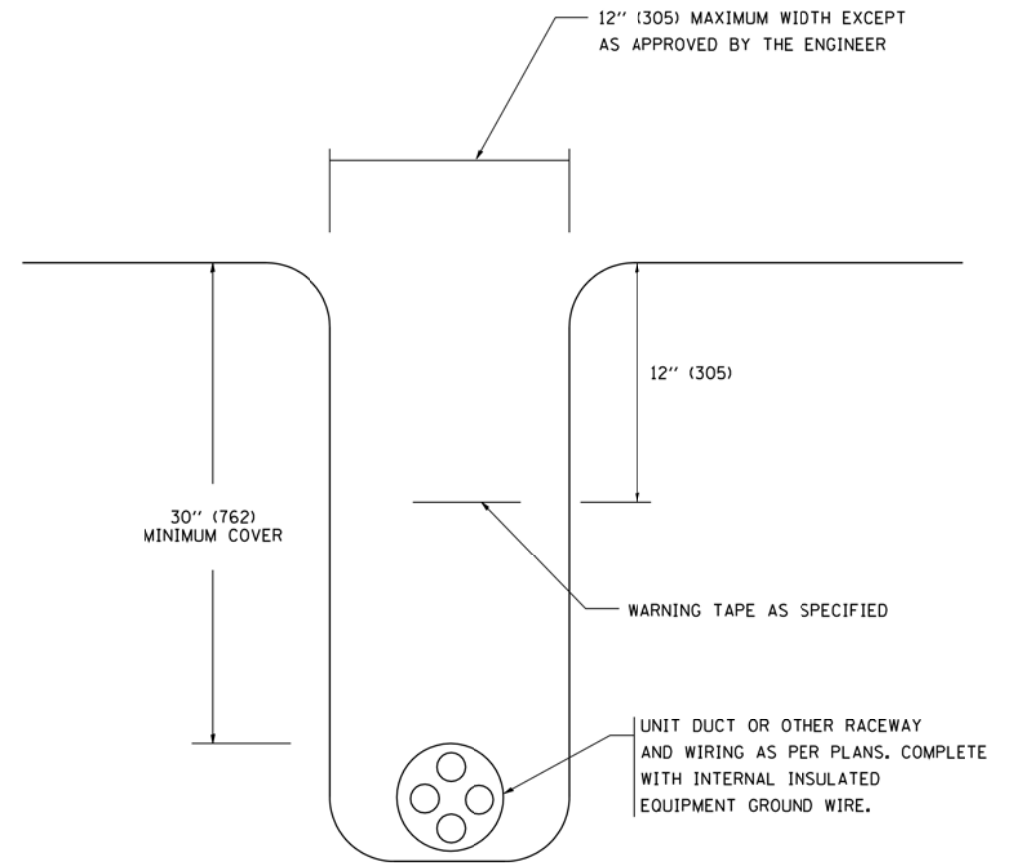 12'' (305) MAXIMUM WIDTH EXCEPT
AS APPROVED BY THE ENGINEER
12'' (305)
30'' (762)
MINIMUM COVER
WARNING TAPE AS SPECIFIED
UNIT DUCT OR OTHER RACEWAY
AND WIRING AS PER PLANS. COMPLETE
WITH INTERNAL INSULATED
EQUIPMENT GROUND WIRE.